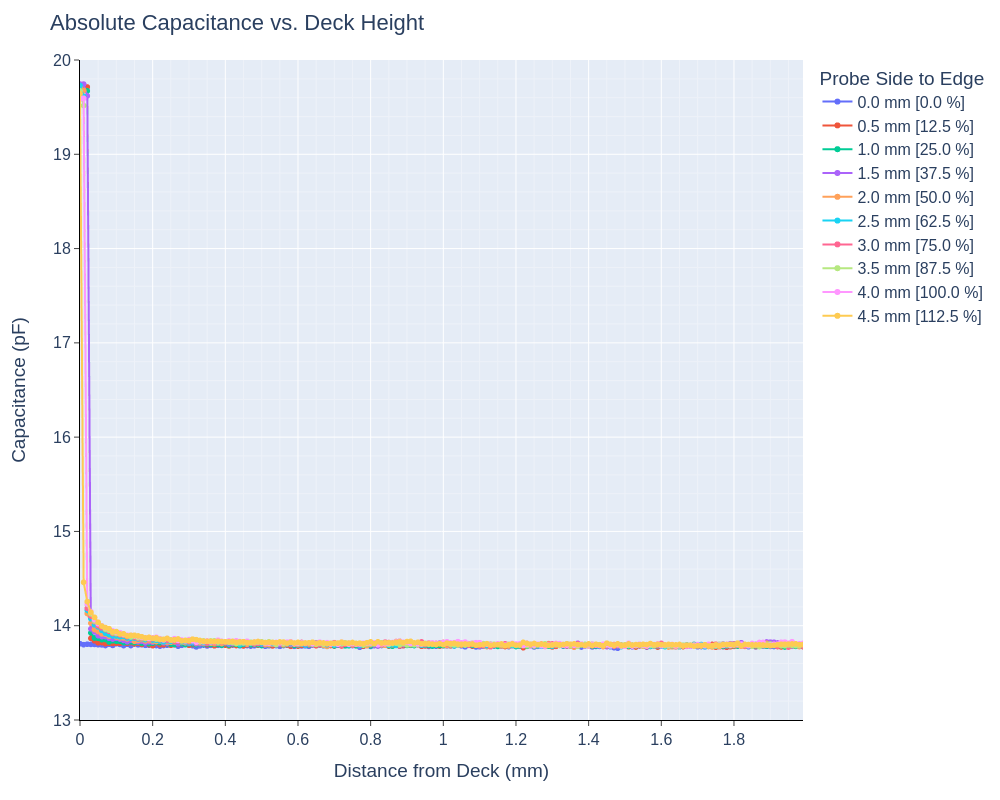 Absolute Capacitance vs. Deck Height
Capacitance (pF)
20
19
18
17
16
15
14
13
0 0.2 0.4 0.6 0.8 1 1.2 1.4 1.6 1.8
Distance from Deck (mm)
Probe Side to Edge
0.0 mm [0.0 %]
0.5 mm [12.5 %]
1.0 mm [25.0 %]
1.5 mm [37.5 %]
2.0 mm [50.0 %]
2.5 mm [62.5 %]
3.0 mm [75.0 %]
3.5 mm [87.5 %]
4.0 mm [100.0 %]
4.5 mm [112.5 %]